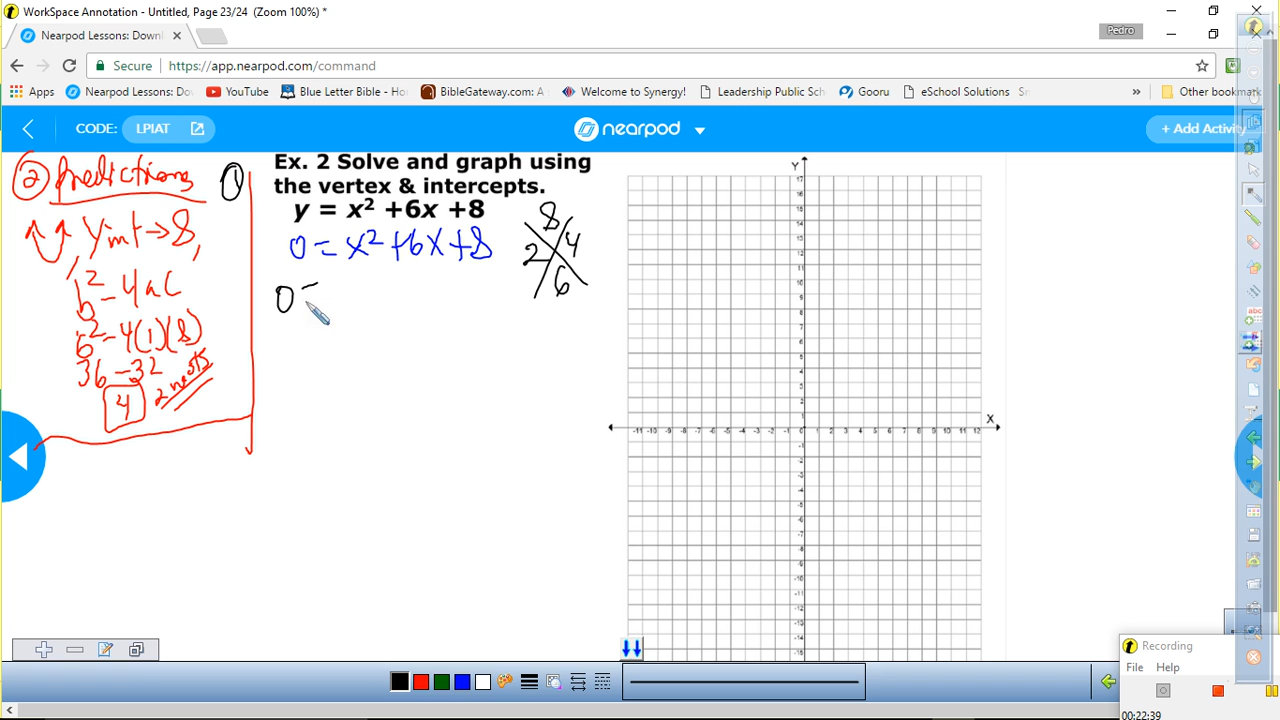 WorkSpace Annotation - Untitled, Page 23/24 (Zoom 100%) *
Nearpod Lessons: Downl
Pedro
Secure https://app.nearpod.com/command
Apps Nearpod Lessons: Do YouTube Blue Letter Bible - Ho BibleGateway.com: A Welcome to Synergy! Leadership Public Sch Gooru eSchool Solutions » Other bookmark
CODE: LPIAT nearpod + Add Activity
② Predictions
Yint → 8
b² - 4ac
6² - 4(1)(8)
36 - 32
4
①
Ex. 2 Solve and graph using
the vertex & intercepts.
y = x² +6x +8
0 = x² +6x +8
0 =
8
2 4
6
Y
X
Recording
File Help
00:22:39